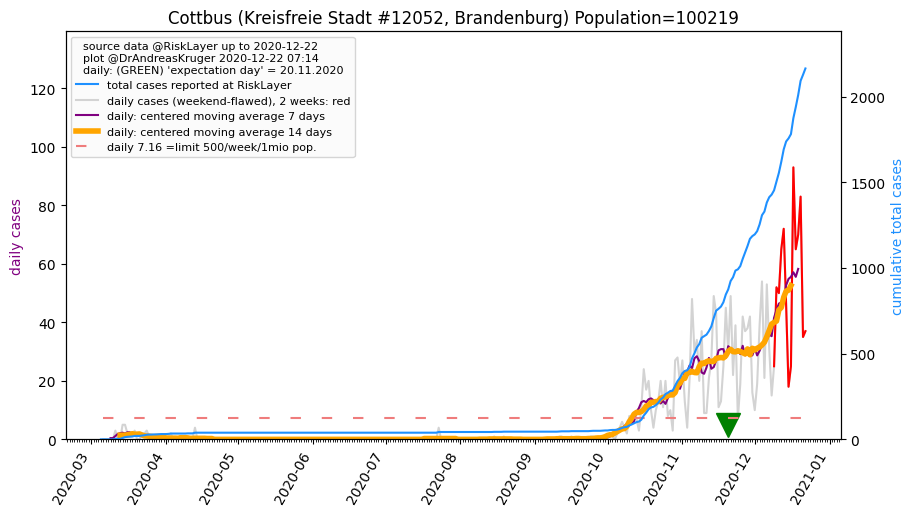 Cottbus (Kreisfreie Stadt #12052, Brandenburg) Population=100219
source data @RiskLayer up to 2020-12-22
plot @DrAndreasKruger 2020-12-22 07:14
daily: (GREEN) 'expectation day' = 20.11.2020
total cases reported at RiskLayer
daily cases (weekend-flawed), 2 weeks: red
daily: centered moving average 7 days
daily: centered moving average 14 days
daily 7.16 =limit 500/week/1mio pop.
daily cases
120
100
80
60
40
20
0
2000
1500
1000
500
0
cumulative total cases
2020-03
2020-04
2020-05
2020-06
2020-07
2020-08
2020-09
2020-10
2020-11
2020-12
2021-01